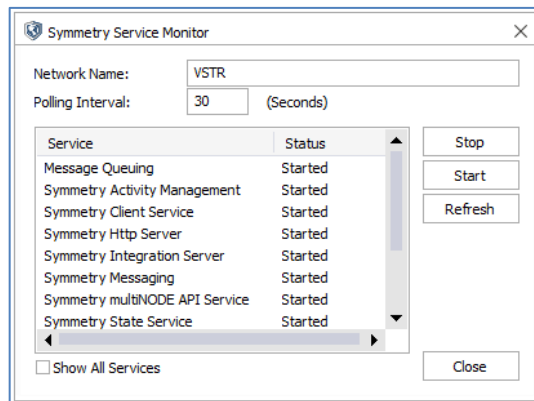 Symmetry Service Monitor
Network Name: VSTR
Polling Interval: 30 (Seconds)
Service Status Stop
Message Queuing Started
Symmetry Activity Management Started Start
Symmetry Client Service Started Refresh
Symmetry Http Server Started
Symmetry Integration Server Started
Symmetry Messaging Started
Symmetry multiNODE API Service Started
Symmetry State Service Started
Show All Services Close